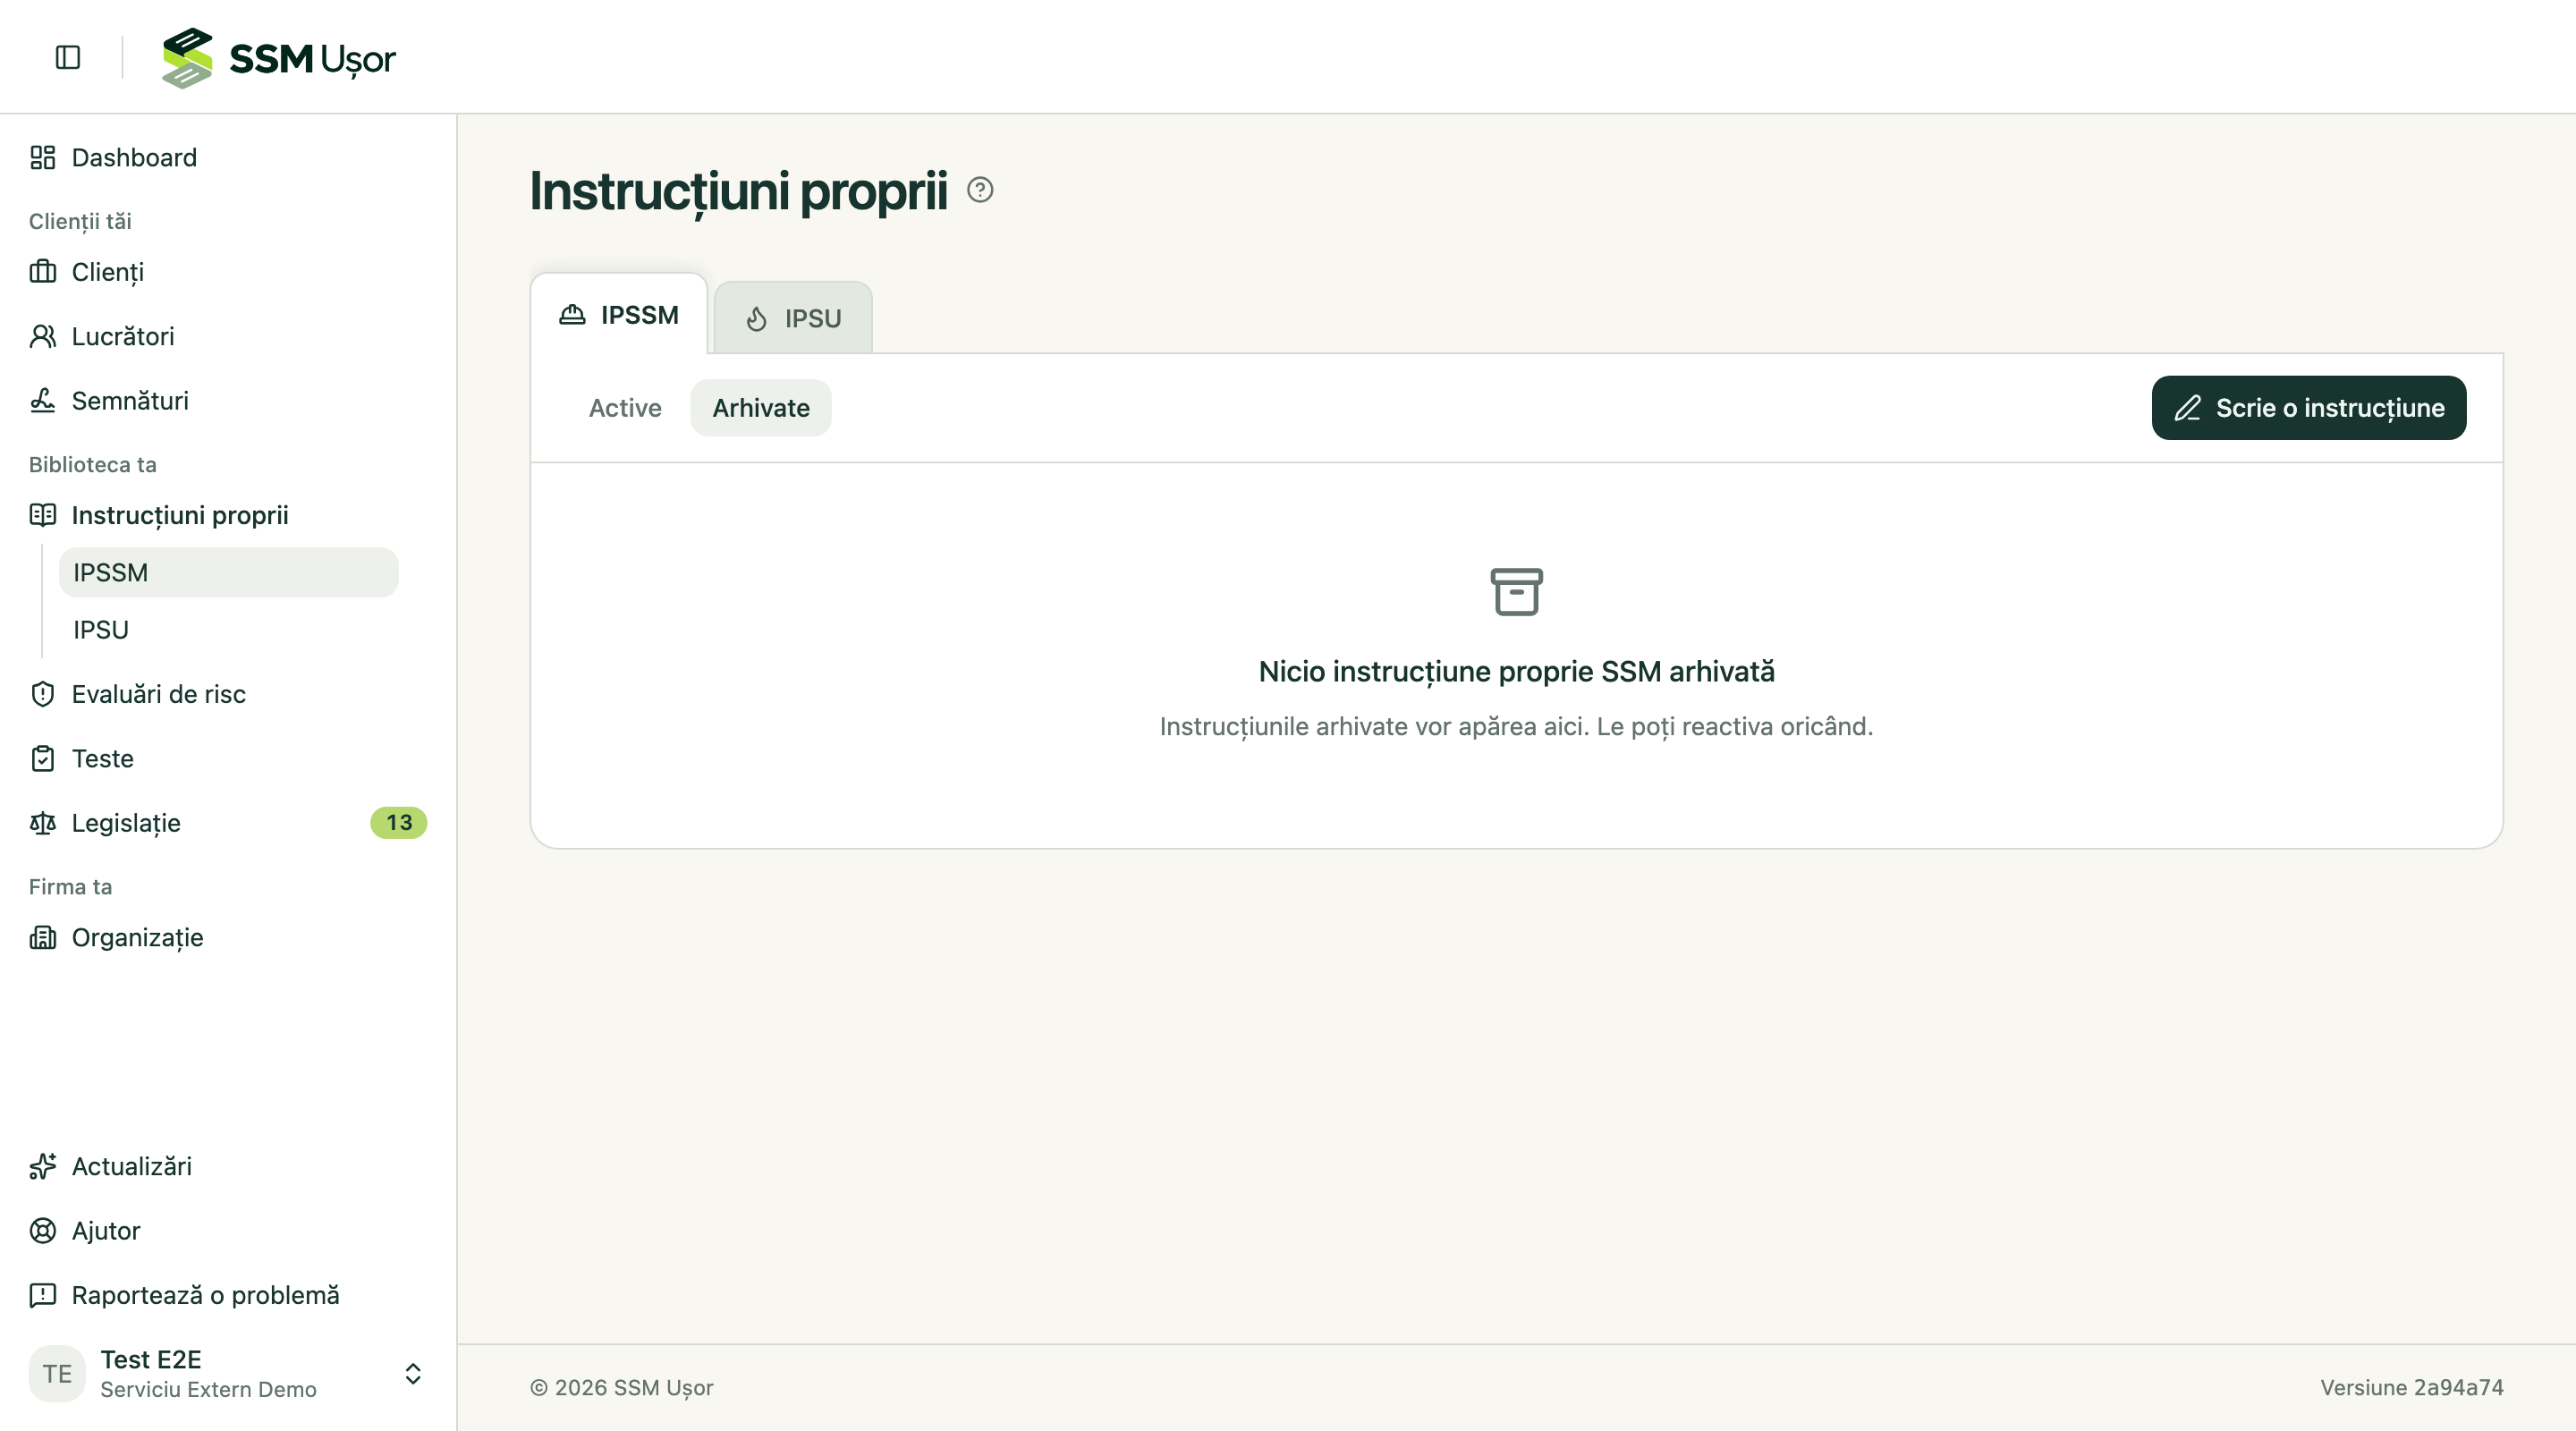 SSM Ușor
Dashboard
Clienții tăi
Clienți
Lucrători
Semnături
Biblioteca ta
Instrucțiuni proprii
IPSSM
IPSU
Evaluări de risc
Teste
Legislație 13
Firma ta
Organizație
Actualizări
Ajutor
Raportează o problemă
TE
Test E2E
Serviciu Extern Demo
Instrucțiuni proprii
IPSSM IPSU
Active Arhivate Scrie o instrucțiune
Nicio instrucțiune proprie SSM arhivată
Instrucțiunile arhivate vor apărea aici. Le poți reactiva oricând.
© 2026 SSM Ușor Versiune 2a94a74